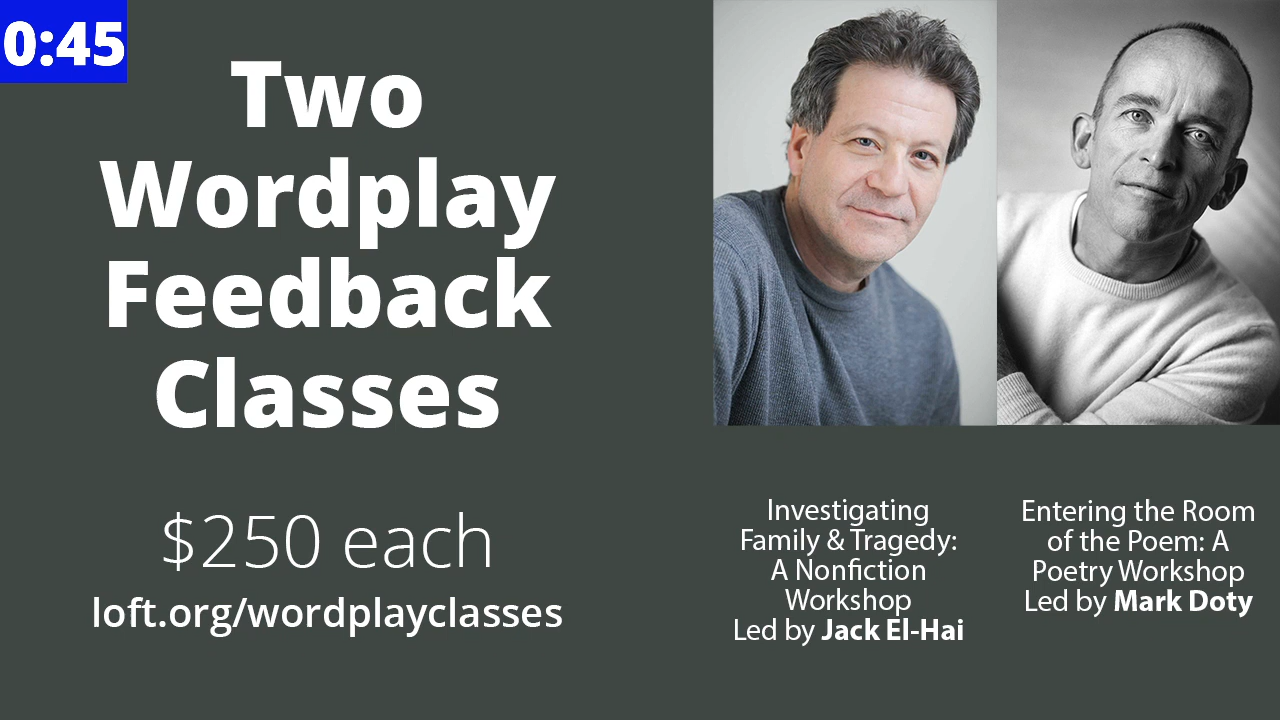 0:45
Two
Wordplay
Feedback
Classes
$250 each
loft.org/wordplayclasses
Investigating
Family & Tragedy:
A Nonfiction
Workshop
Led by Jack El-Hai
Entering the Room
of the Poem: A
Poetry Workshop
Led by Mark Doty